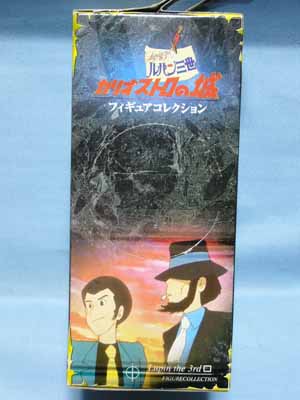 ルパン三世
カリオストロの城
フィギュアコレクション
Lupin the 3rd
FIGURECOLLECTION